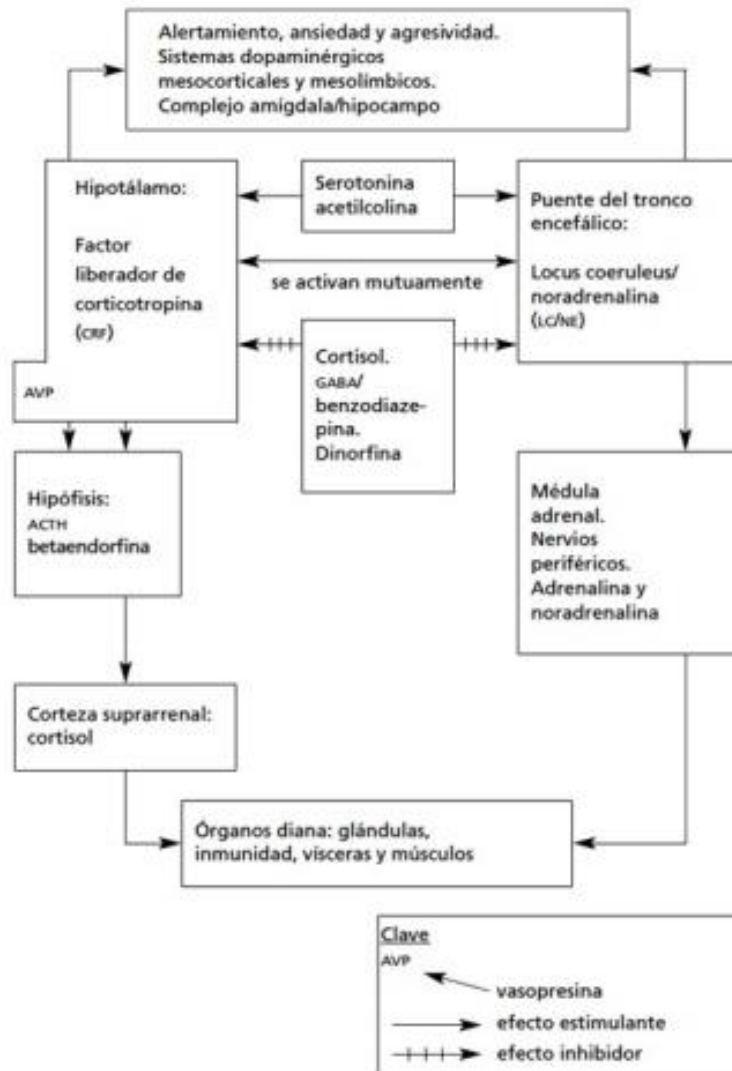 Alertamiento, ansiedad y agresividad.
Sistemas dopaminérgicos
mesocorticales y mesolímbicos.
Complejo amígdala/hipocampo
Hipotálamo:
Factor
liberador de
corticotropina
(CRF)
AVP
Serotonina
acetilcolina
se activan mutuamente
Cortisol.
GABA/
benzodiaze-
pina.
Dinorfina
Puente del tronco
encefálico:
Locus coeruleus/
noradrenalina
(LC/NE)
Hipófisis:
ACTH
betaendorfina
Médula
adrenal.
Nervios
periféricos.
Adrenalina y
noradrenalina
Corteza suprarrenal:
cortisol
Órganos diana: glándulas,
inmunidad, vísceras y músculos
Clave
AVP
vasopresina
efecto estimulante
efecto inhibidor